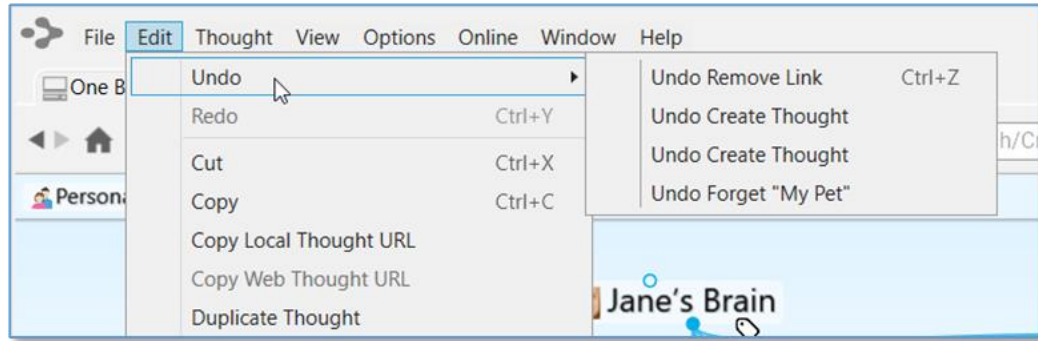 File Edit Thought View Options Online Window Help
One B
Undo
Undo Remove Link Ctrl+Z
Redo Ctrl+Y
Undo Create Thought
Undo Create Thought
Cut Ctrl+X
Undo Forget "My Pet"
Copy Ctrl+C
Copy Local Thought URL
Copy Web Thought URL
Duplicate Thought
h/Cr
Persona
Jane's Brain